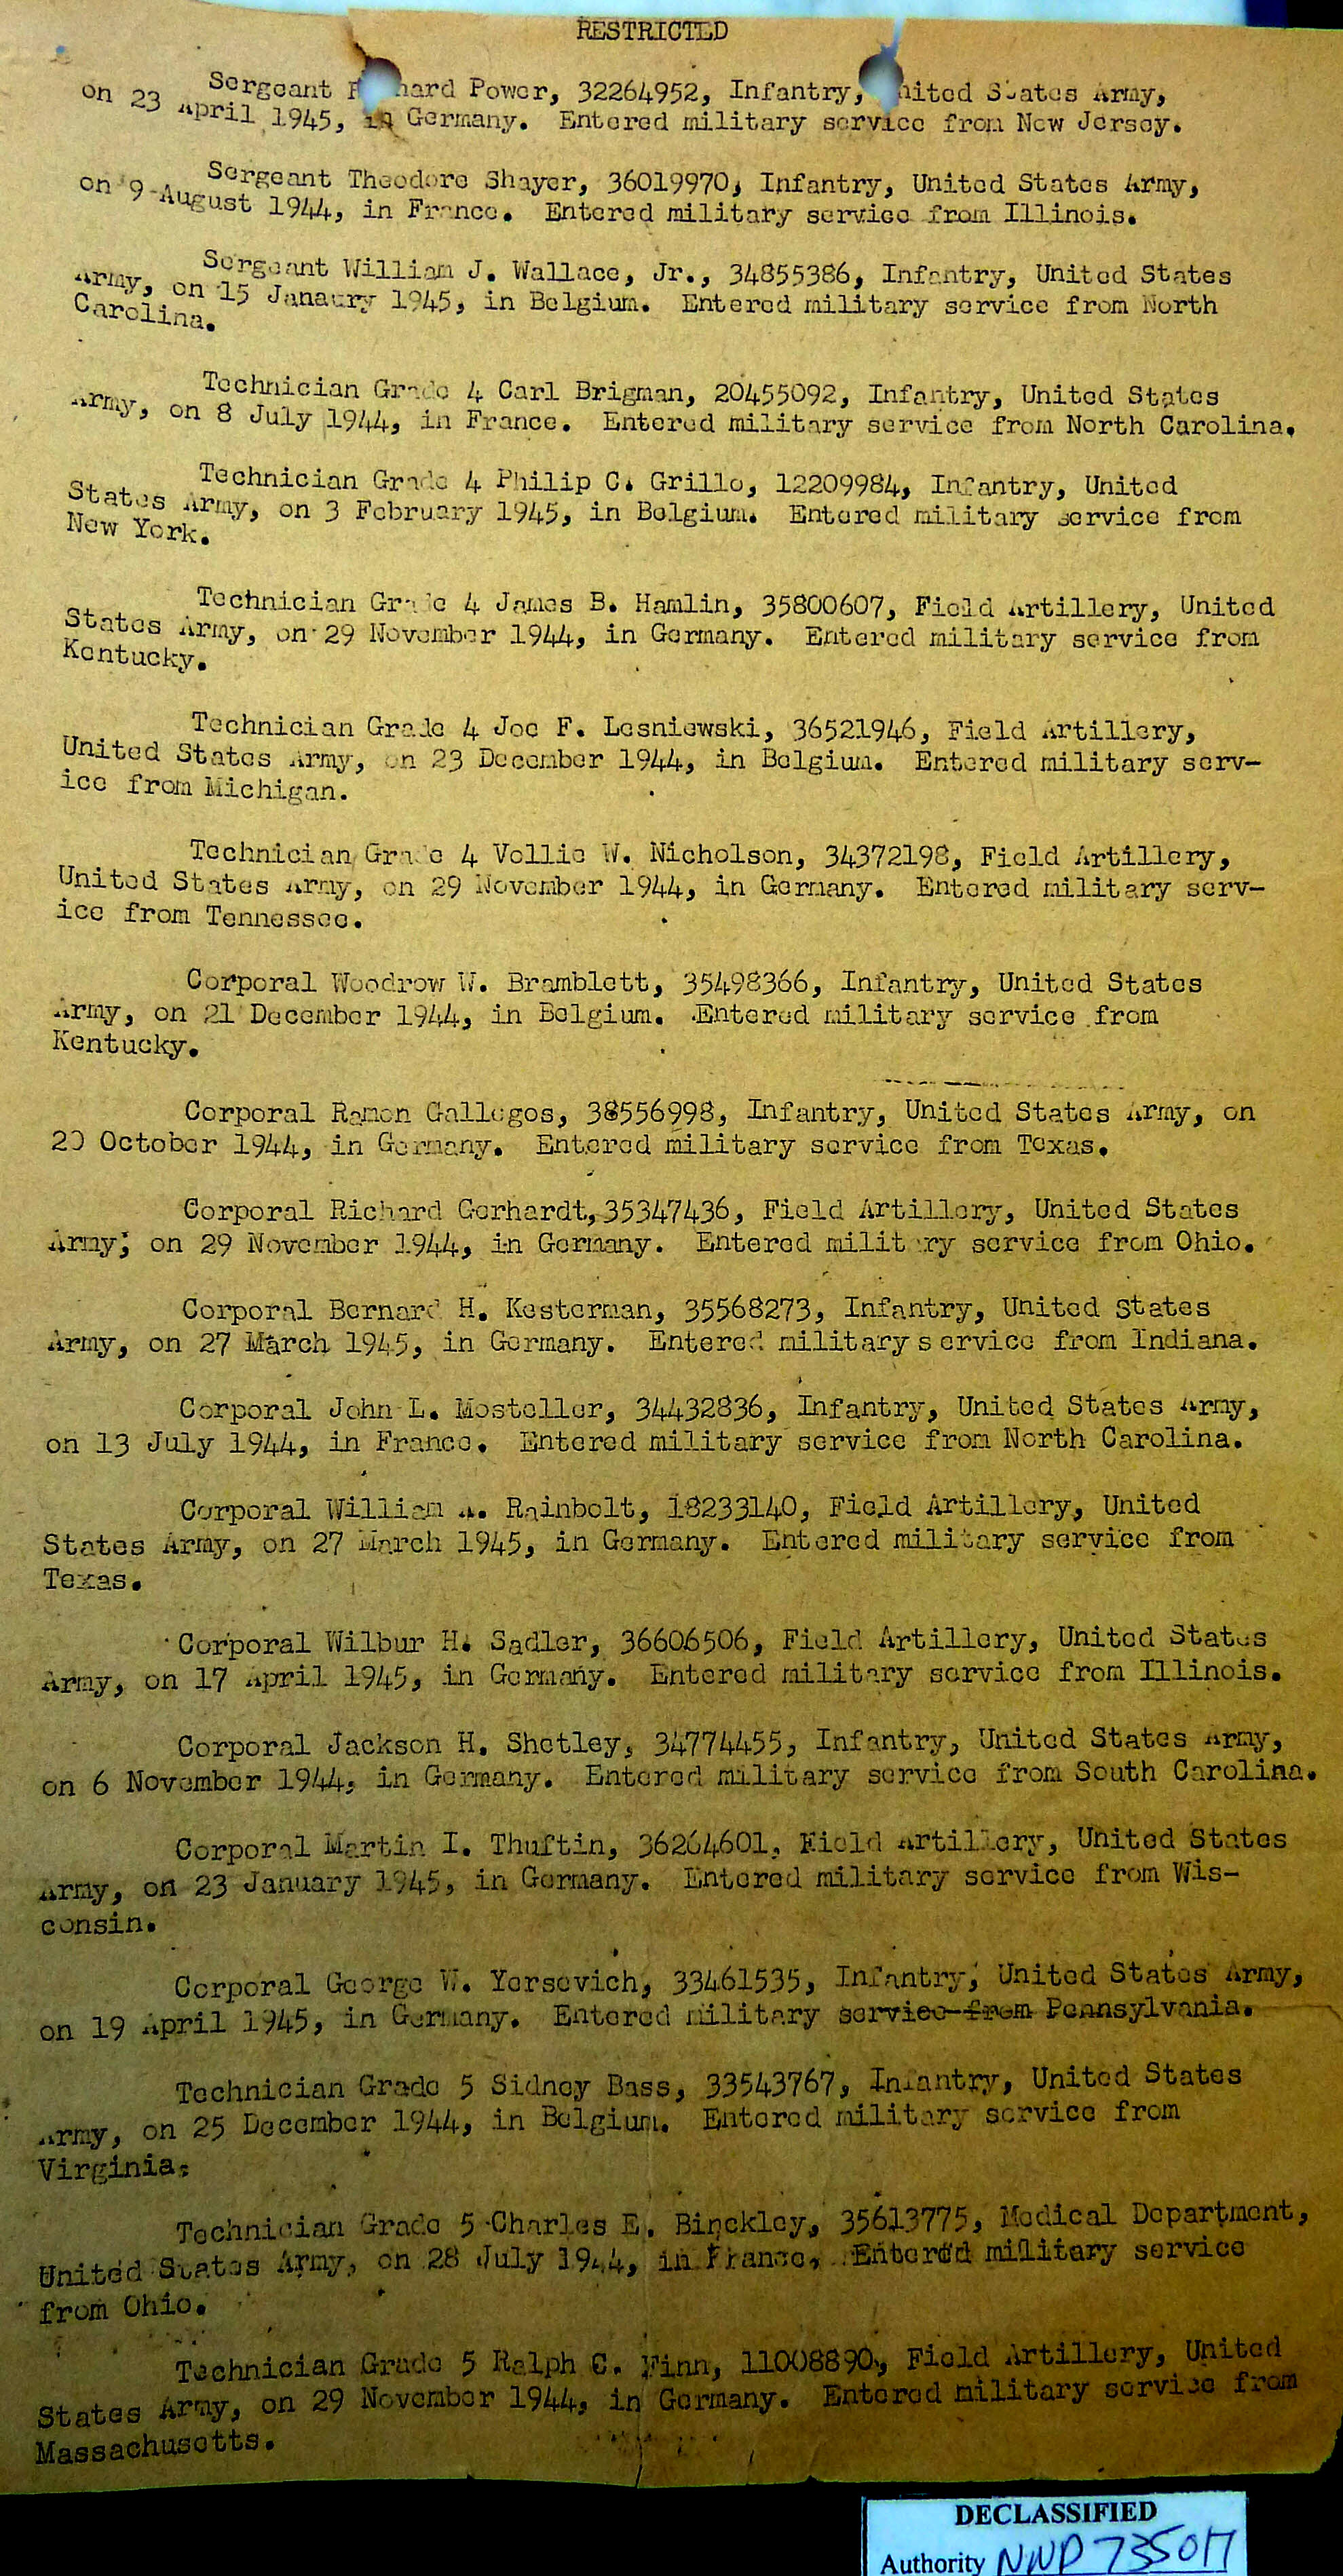 RESTRICTED
Sergeant hard Power, 32264952, Infantry, United States Army,
on 23 April 1945, in Germany. Entered military service from New Jersey.
Sergeant Theodore Shayer, 36019970, Infantry, United States Army,
on 9 August 1944, in France. Entered military service from Illinois.
Sergeant William J. Wallace, Jr., 34855386, Infantry, United States
Army, on 15 Janaury 1945, in Belgium. Entered military service from North
Carolina.
Technician Grade 4 Carl Brigman, 20455092, Infantry, United States
Army, on 8 July 1944, in France. Entered military service from North Carolina.
Technician Grade 4 Philip C. Grillo, 12209984, Infantry, United
States Army, on 3 February 1945, in Belgium. Entered military service from
New York.
Technician Grade 4 James B. Hamlin, 35800607, Field Artillery, United
States Army, on 29 November 1944, in Germany. Entered military service from
Kentucky.
Technician Grade 4 Joe F. Lesniewski, 36521946, Field Artillery,
United States Army, on 23 December 1944, in Belgium. Entered military serv-
ice from Michigan.
Technician Grade 4 Vollie W. Nicholson, 34372198, Field Artillery,
United States Army, on 29 November 1944, in Germany. Entered military serv-
ice from Tennessee.
Corporal Woodrow W. Bramblett, 35498366, Infantry, United States
Army, on 21 December 1944, in Belgium. Entered military service from
Kentucky.
Corporal Ramon Gallegos, 38556998, Infantry, United States Army, on
20 October 1944, in Germany. Entered military service from Texas.
Corporal Richard Gerhardt, 35347436, Field Artillery, United States
Army, on 29 November 1944, in Germany. Entered military service from Ohio.
Corporal Bernard H. Kesterman, 35568273, Infantry, United States
Army, on 27 March 1945, in Germany. Entered military service from Indiana.
Corporal John L. Mosteller, 34432836, Infantry, United States Army,
on 13 July 1944, in France. Entered military service from North Carolina.
Corporal William A. Rainbolt, 18233140, Field Artillery, United
States Army, on 27 March 1945, in Germany. Entered military service from
Texas.
Corporal Wilbur H. Sadler, 36606506, Field Artillery, United States
Army, on 17 April 1945, in Germany. Entered military service from Illinois.
Corporal Jackson H. Shetley, 34774455, Infantry, United States Army,
on 6 November 1944, in Germany. Entered military service from South Carolina.
Corporal Martin I. Thuftin, 36264601, Field Artillery, United States
Army, on 23 January 1945, in Germany. Entered military service from Wis-
consin.
Corporal George W. Yersevich, 33461535, Infantry, United States Army,
on 19 April 1945, in Germany. Entered military service from Pennsylvania.
Technician Grade 5 Sidney Bass, 33543767, Infantry, United States
Army, on 25 December 1944, in Belgium. Entered military service from
Virginia.
Technician Grade 5 Charles E. Binckley, 35613775, Medical Department,
United States Army, on 28 July 1944, in France. Entered military service
from Ohio.
Technician Grade 5 Ralph C. Finn, 11008890, Field Artillery, United
States Army, on 29 November 1944, in Germany. Entered military service from
Massachusetts.
DECLASSIFIED
Authority NND 735017